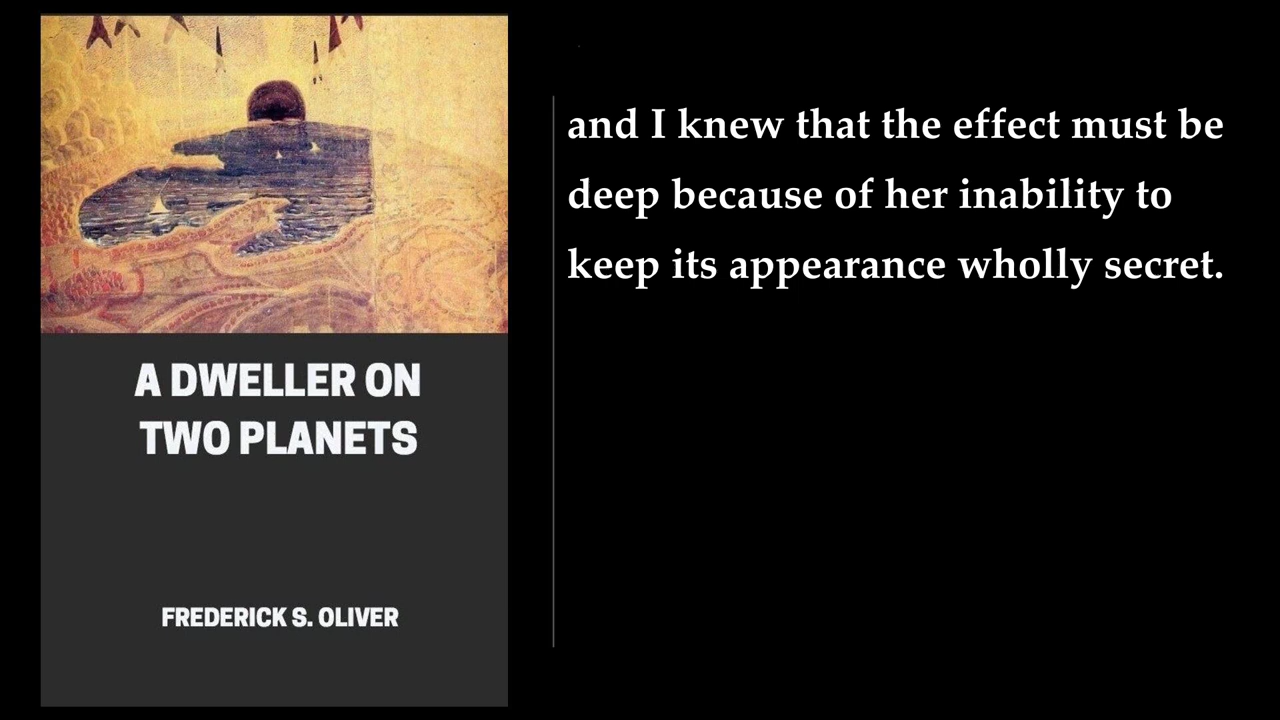 A DWELLER ON
TWO PLANETS
FREDERICK S. OLIVER
and I knew that the effect must be
deep because of her inability to
keep its appearance wholly secret.